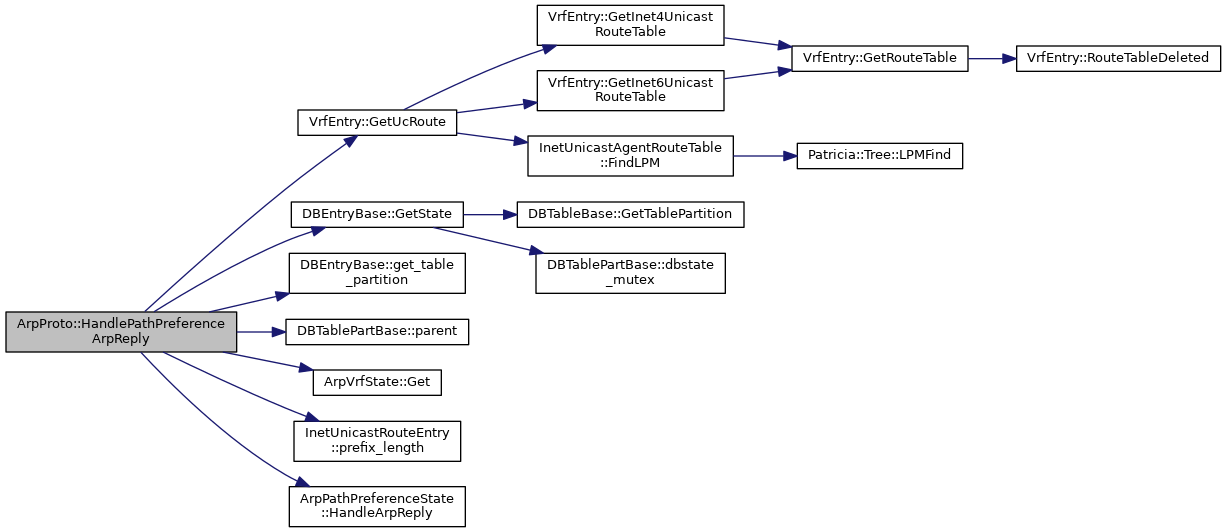 VrfEntry::GetInet4Unicast
RouteTable
VrfEntry::GetRouteTable
VrfEntry::RouteTableDeleted
VrfEntry::GetInet6Unicast
RouteTable
VrfEntry::GetUcRoute
InetUnicastAgentRouteTable
::FindLPM
Patricia::Tree::LPMFind
DBEntryBase::GetState
DBTableBase::GetTablePartition
DBEntryBase::get_table
_partition
DBTablePartBase::dbstate
_mutex
ArpProto::HandlePathPreference
ArpReply
DBTablePartBase::parent
ArpVrfState::Get
InetUnicastRouteEntry
::prefix_length
ArpPathPreferenceState
::HandleArpReply